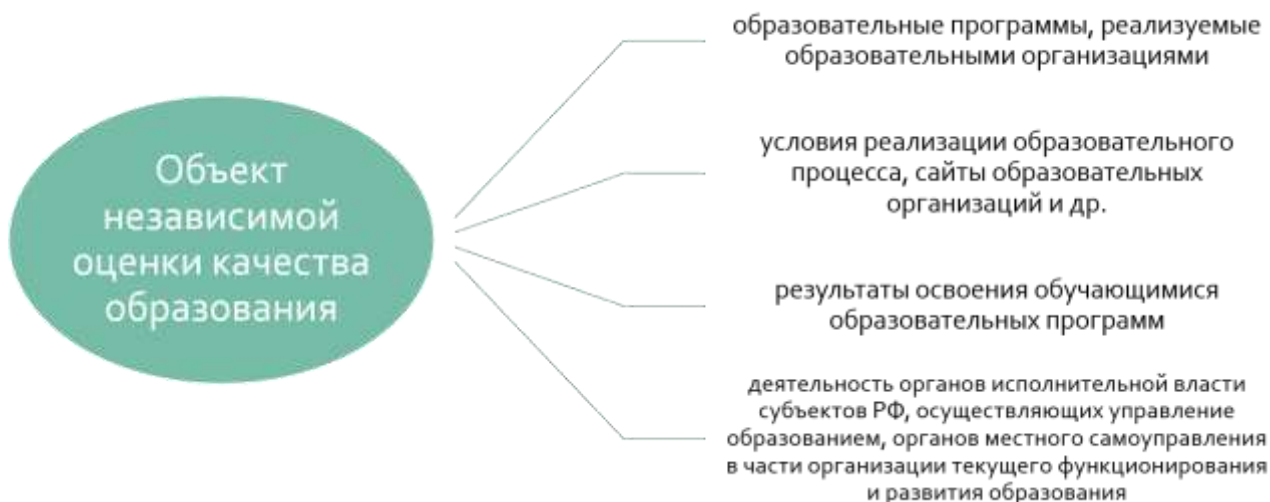 Объект
независимой
оценки качества
образования
образовательные программы, реализуемые
образовательными организациями
условия реализации образовательного
процесса, сайты образовательных
организаций и др.
результаты освоения обучающимися
образовательных программ
деятельность органов исполнительной власти
субъектов РФ, осуществляющих управление
образованием, органов местного самоуправления
в части организации текущего функционирования
и развития образования